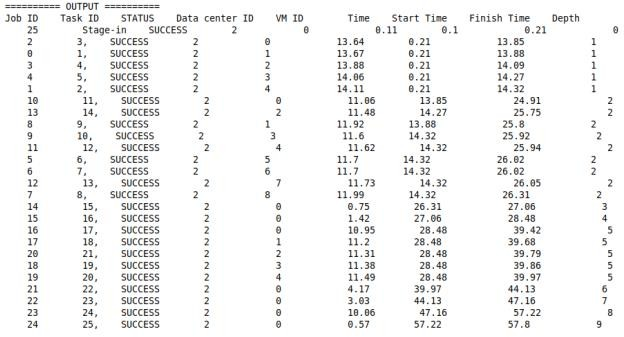 ========== OUTPUT ==========
Job ID Task ID STATUS Data center ID VM ID Time Start Time Finish Time Depth
25 Stage-in SUCCESS 2 0 0.11 0.1 0.21 0
2 3, SUCCESS 2 0 13.64 0.21 13.85 1
0 1, SUCCESS 2 1 13.67 0.21 13.88 1
3 4, SUCCESS 2 2 13.88 0.21 14.09 1
4 5, SUCCESS 2 3 14.06 0.21 14.27 1
1 2, SUCCESS 2 4 14.11 0.21 14.32 1
10 11, SUCCESS 2 0 11.06 13.85 24.91 2
13 14, SUCCESS 2 2 11.48 14.27 25.75 2
8 9, SUCCESS 2 1 11.92 13.88 25.8 2
9 10, SUCCESS 2 3 11.6 14.32 25.92 2
11 12, SUCCESS 2 4 11.62 14.32 25.94 2
5 6, SUCCESS 2 5 11.7 14.32 26.02 2
6 7, SUCCESS 2 6 11.7 14.32 26.02 2
12 13, SUCCESS 2 7 11.73 14.32 26.05 2
7 8, SUCCESS 2 8 11.99 14.32 26.31 2
14 15, SUCCESS 2 0 0.75 26.31 27.06 3
15 16, SUCCESS 2 0 1.42 27.06 28.48 4
16 17, SUCCESS 2 0 10.95 28.48 39.42 5
17 18, SUCCESS 2 1 11.2 28.48 39.68 5
20 21, SUCCESS 2 2 11.31 28.48 39.79 5
18 19, SUCCESS 2 3 11.38 28.48 39.86 5
19 20, SUCCESS 2 4 11.49 28.48 39.97 5
21 22, SUCCESS 2 0 4.17 39.97 44.13 6
22 23, SUCCESS 2 0 3.03 44.13 47.16 7
23 24, SUCCESS 2 0 10.06 47.16 57.22 8
24 25, SUCCESS 2 0 0.57 57.22 57.8 9